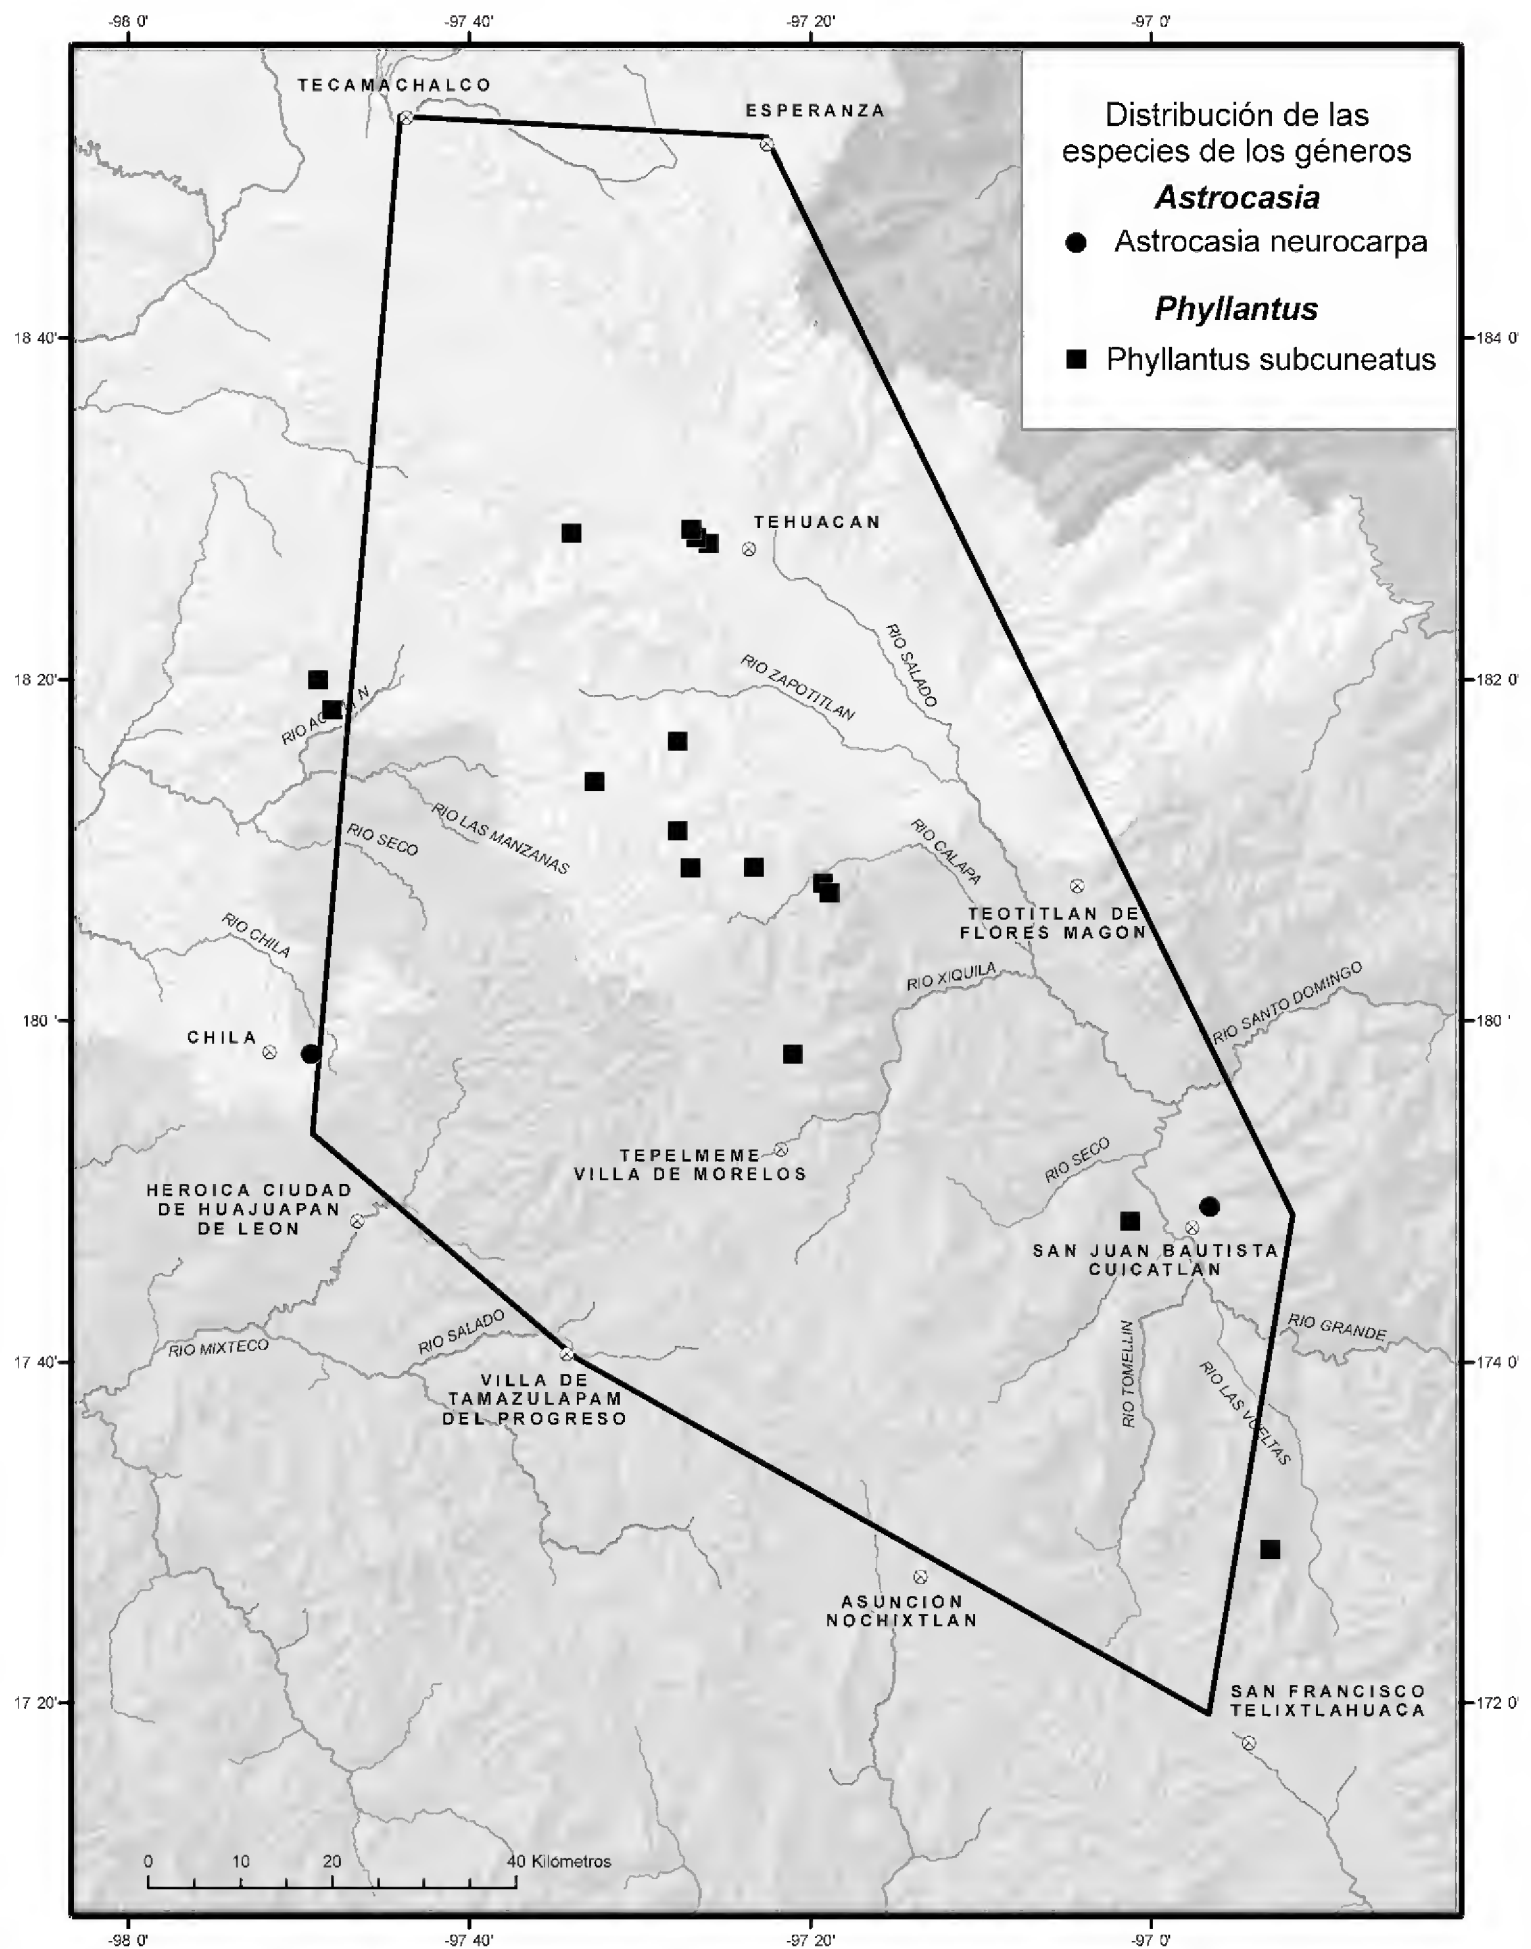 -98 0'
-97 40'
-97 20'
-97 0'
TECAMACHALCO
ESPERANZA
Distribución de las
especies de los géneros
Astrocasia
Astrocasia neurocarpa
Phyllantus
Phyllantus subcuneatus
18 40'
184 0'
TEHUACAN
RIO SALADO
RIO ZAPOTITLAN
18 20'
182 0'
RIO LAS MANZANAS
RIO SECO
RIO CALAPA
TEOTITLAN DE
FLORES MAGON
RIO CHILA
RIO XIQUILA
RIO SANTO DOMINGO
180 '
180 '
CHILA
TEPELMEME
VILLA DE MORELOS
RIO SECO
HEROICA CIUDAD
DE HUAJUAPAN
DE LEON
SAN JUAN BAUTISTA
CUICATLAN
RIO MIXTECO
RIO SALADO
RIO GRANDE
17 40'
174 0'
VILLA DE
TAMAZULAPAM
DEL PROGRESO
RIO TOMELLIN
RIO LAS VUELTAS
ASUNCION
NOCHIXTLAN
17 20'
172 0'
SAN FRANCISCO
TELIXTLAHUACA
0 10 20 40 Kilómetros
-98 0'
-97 40'
-97 20'
-97 0'